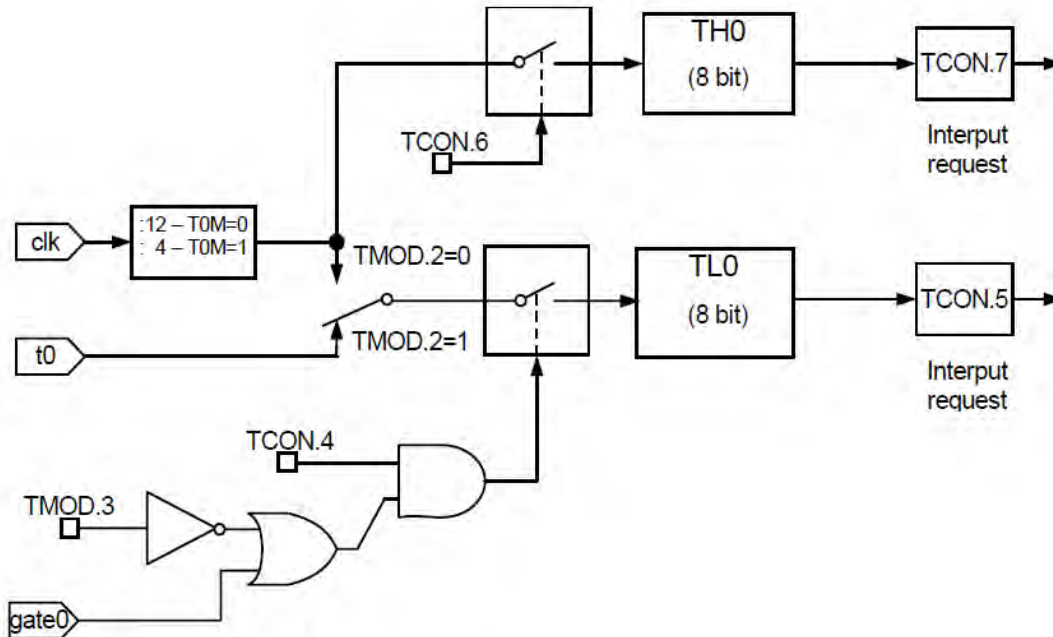 TH0
(8 bit)
TCON.7
TCON.6
Interput
request
:12 – T0M=0
: 4 – T0M=1
clk
TMOD.2=0
TL0
(8 bit)
TCON.5
TMOD.2=1
t0
Interput
request
TCON.4
TMOD.3
gate0